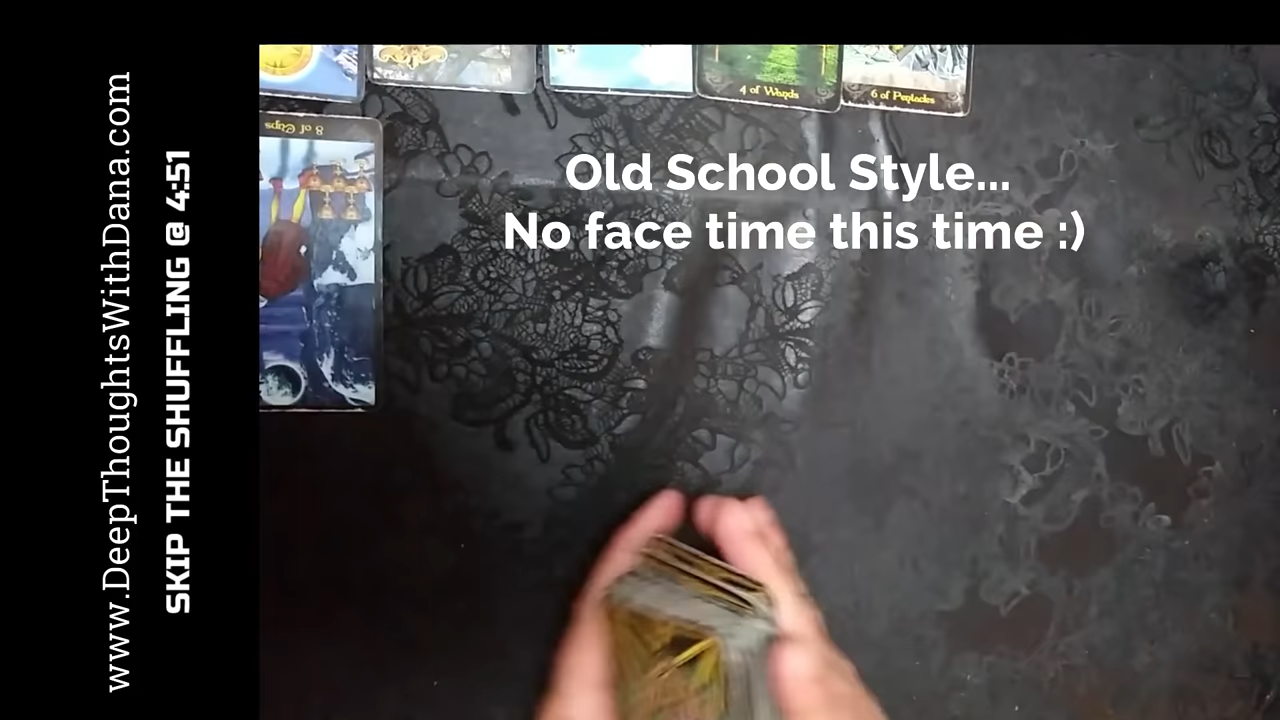 www.DeepThoughtsWithDana.com
SKIP THE SHUFFLING @ 4:51
4 of Wands
6 of Pentacles
8 of Cups
Old School Style...
No face time this time :)